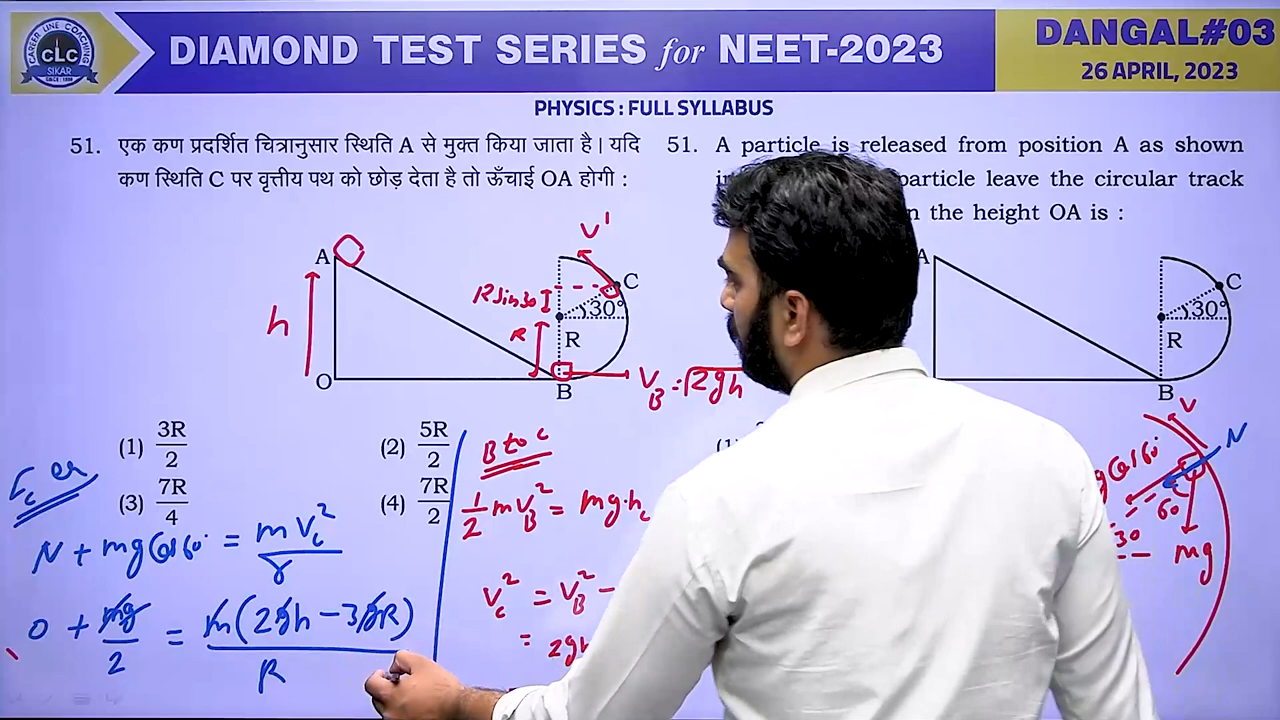 CAREER LINE COACHING
CLC
SIKAR
SINCE : 1996
DIAMOND TEST SERIES for NEET-2023
DANGAL#03
26 APRIL, 2023
PHYSICS : FULL SYLLABUS
51. एक कण प्रदर्शित चित्रानुसार स्थिति A से मुक्त किया जाता है। यदि
कण स्थिति C पर वृत्तीय पथ को छोड़ देता है तो ऊँचाई OA होगी :
51. A particle is released from position A as shown
particle leave the circular track
n the height OA is :
V'
A
C
R sin30
30°
h
R
R
O
B
V_B = √2gh
A
C
30°
R
B
(1) 3R/2
(2) 5R/2
(3) 7R/4
(4) 7R/2
N + mg Cos60° = mv_c²/r
0 + mg/2 = m(2gh - 3gR)/R
B to C
1/2 mV_B² = mg·h_c
V_c² = V_B² -
= 2gh
V
N
g Cos60°
60
30
mg